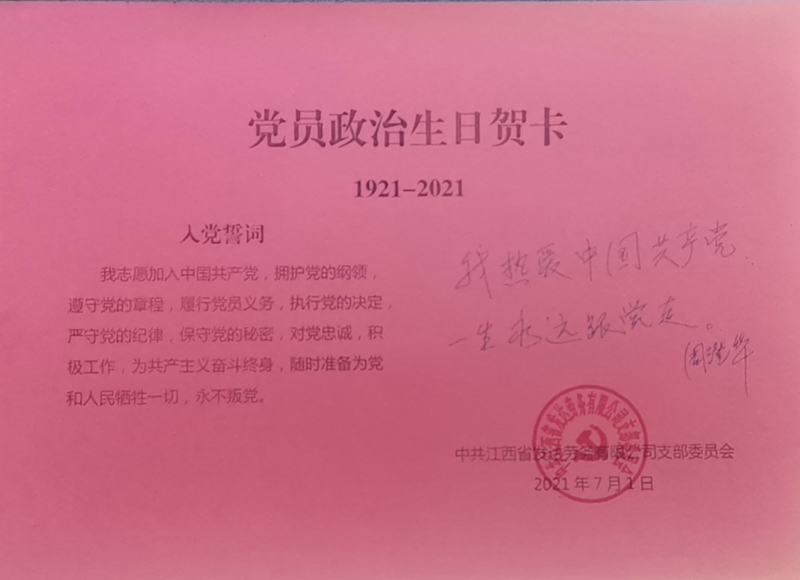 党员政治生日贺卡
1921-2021
入党誓词
我志愿加入中国共产党，拥护党的纲领，
遵守党的章程，履行党员义务，执行党的决定，
严守党的纪律，保守党的秘密，对党忠诚，积
极工作，为共产主义奋斗终身，随时准备为党
和人民牺牲一切，永不叛党。
我热爱中国共产党、
一生永远跟党走。
中共江西省发达劳务有限公司支部委员会
2021年7月1日